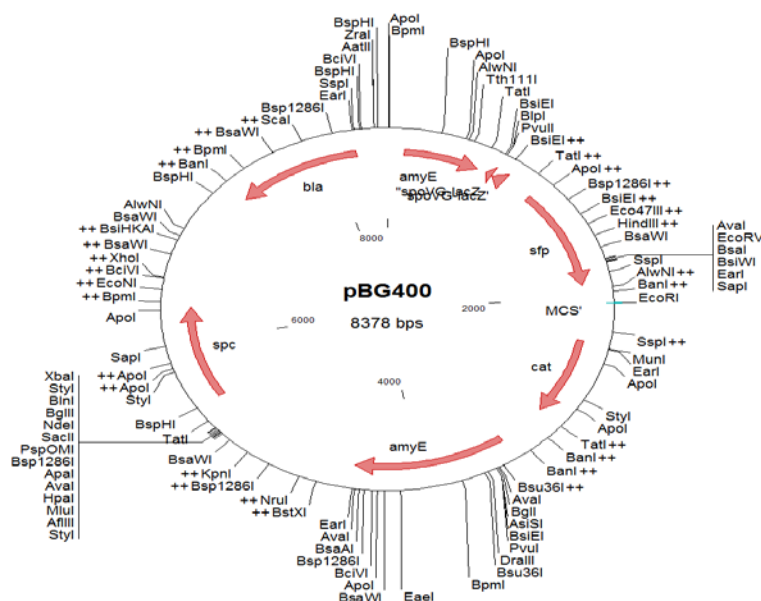 BspHI
ZraI
AatII
BciVI
BspHI
SspI
EarI
Bsp1286I
++ ScaI
++ BsaWI
++ BpmI
++ BanI
BspHI
AlwNI
BsaWI
++ BsiHKAI
++ BsaWI
++ XhoI
++ BciVI
++ EcoNI
++ BpmI
ApoI
SapI
++ ApoI
++ ApoI
StyI
BspHI
TatI
BsaWI
++ KpnI
++ Bsp1286I
++ NruI
++ BstXI
XbaI
StyI
BlnI
BglII
NdeI
SacII
PspOMI
Bsp1286I
ApaI
AvaI
HpaI
MluI
AflIII
StyI
EarI
AvaI
BsaAI
Bsp1286I
BciVI
ApoI
BsaWI
EaeI
ApoI
BpmI
BspHI
ApoI
AlwNI
Tth111I
TatI
BsiEI
BlpI
PvuII
BsiEI ++
TatI ++
ApoI ++
Bsp1286I ++
BsiEI ++
Eco47III ++
HindIII ++
BsaWI
AvaI
EcoRV
BsaI
BsiWI
EarI
SapI
SspI
AlwNI ++
BanI ++
EcoRI
SspI ++
MunI
EarI
ApoI
StyI
ApoI
TatI ++
BanI ++
BanI ++
Bsu36I ++
AvaI
BglI
AsiSI
BsiEI
PvuI
DraIII
Bsu36I
BpmI
bla
amyE
"spoVG-lacZ'
spoVG-lacZ'
sfp
MCS'
cat
amyE
spc
8000
2000
4000
6000
pBG400
8378 bps